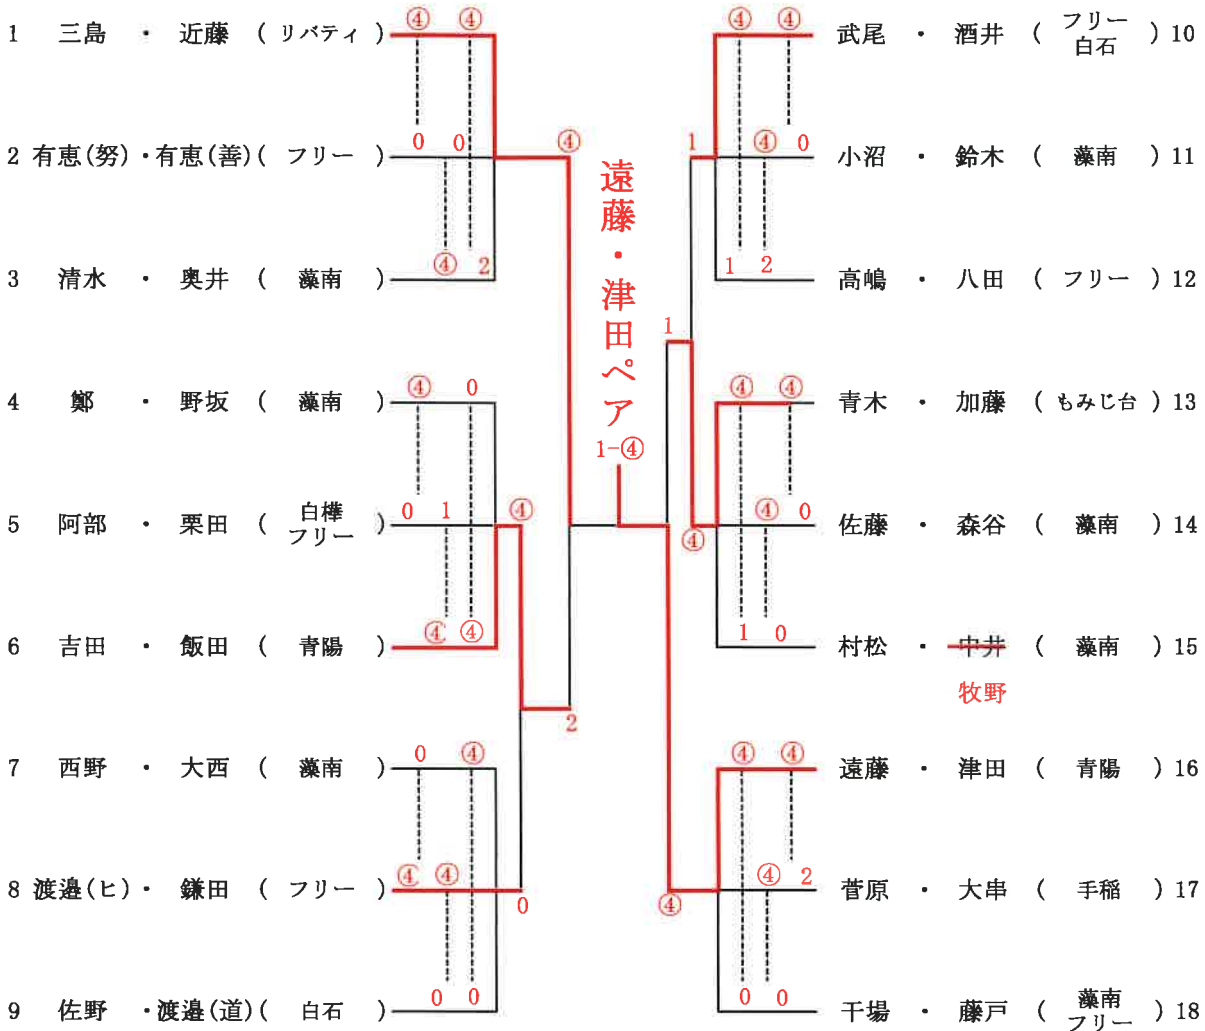 ④ ④
1 三島 ・ 近藤 ( リバティ )
0 0
2 有恵(努)・有恵(善)( フリー )
④ 2
3 清水 ・ 奥井 ( 藻南 )
④
④ 0
4 鄭 ・ 野坂 ( 藻南 )
0 1
5 阿部 ・ 栗田 ( 白樺 フリー )
④ ④
6 吉田 ・ 飯田 ( 青陽 )
④
2
0 ④
7 西野 ・ 大西 ( 藻南 )
④ ④
8 渡邉(ヒ)・ 鎌田 ( フリー )
0
0 0
9 佐野 ・渡邉(道)( 白石 )
遠藤・津田ペア
1-④
④ ④
武尾 ・ 酒井 ( フリー 白石 ) 10
1
④ 0
小沼 ・ 鈴木 ( 藻南 ) 11
1 2
高嶋 ・ 八田 ( フリー ) 12
1
④ ④
青木 ・ 加藤 ( もみじ台 ) 13
④ 0
佐藤 ・ 森谷 ( 藻南 ) 14
④
1 0
村松 ・ 中井 ( 藻南 ) 15
牧野
④ ④
遠藤 ・ 津田 ( 青陽 ) 16
④ 2
菅原 ・ 大串 ( 手稲 ) 17
④
0 0
干場 ・ 藤戸 ( 藻南 フリー ) 18